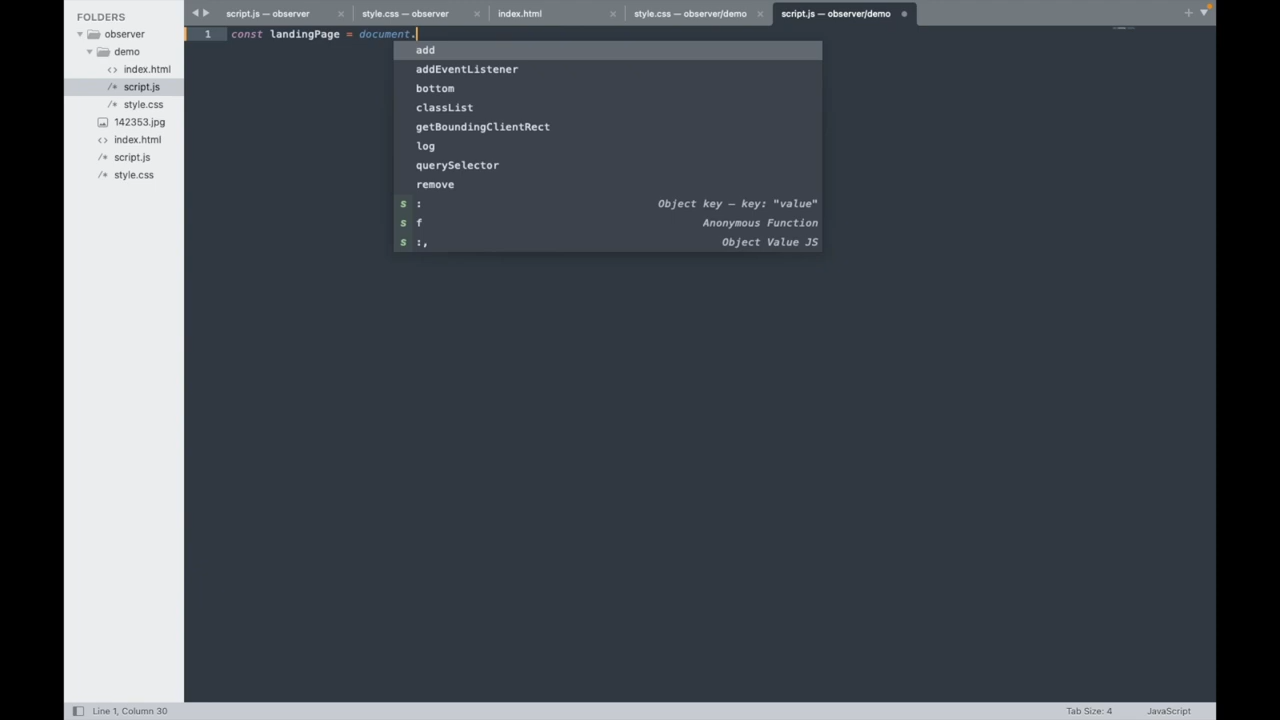 FOLDERS
observer
demo
index.html
/* script.js
/* style.css
142353.jpg
index.html
/* script.js
/* style.css
script.js — observer
style.css — observer
index.html
style.css — observer/demo
script.js — observer/demo
1 const landingPage = document.
add
addEventListener
bottom
classList
getBoundingClientRect
log
querySelector
remove
s : Object key — key: "value"
s f Anonymous Function
s :, Object Value JS
Line 1, Column 30
Tab Size: 4
JavaScript